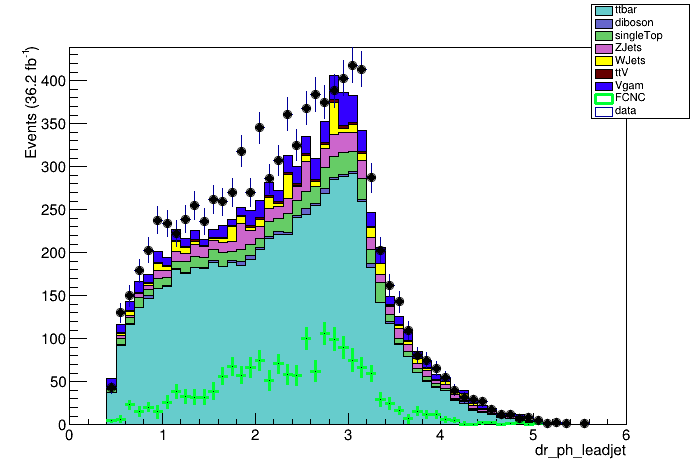 ttbar
diboson
singleTop
ZJets
WJets
ttV
Vgam
FCNC
data
Events (36.2 fb⁻¹)
400
350
300
250
200
150
100
50
0
0 1 2 3 4 5 6
dr_ph_leadjet